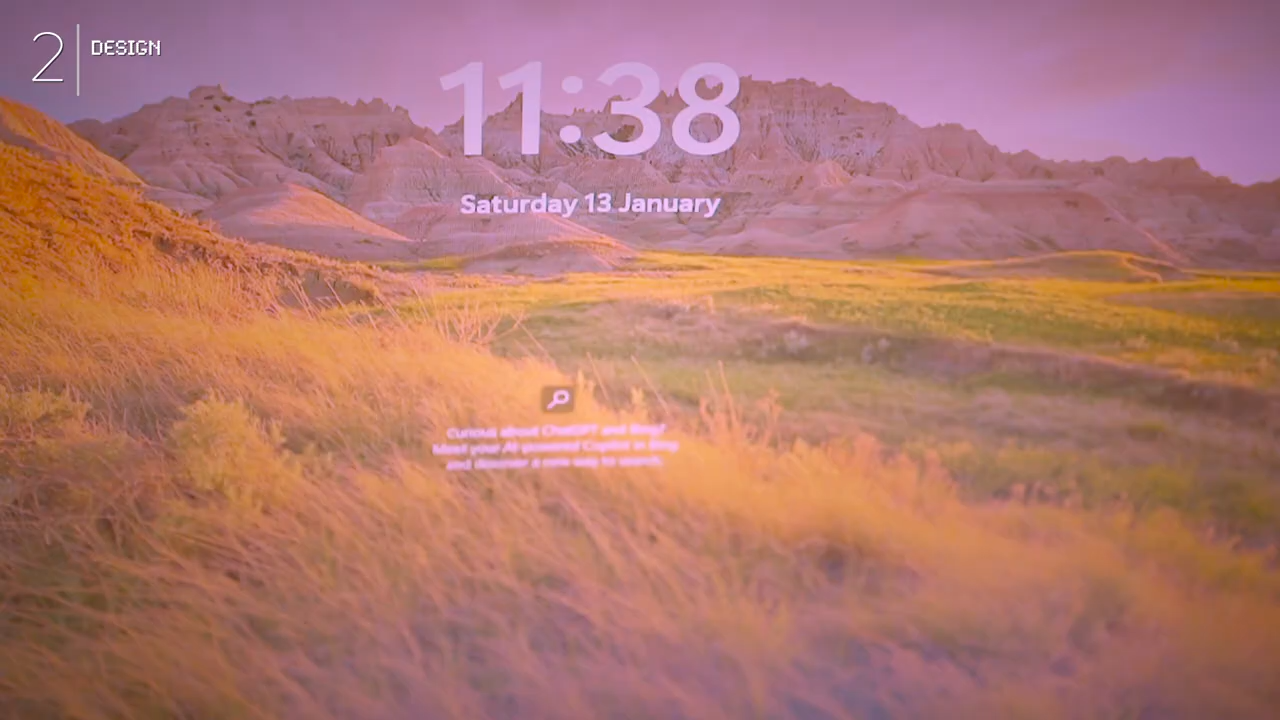 2
DESIGN
11:38
Saturday 13 January
Curious about ChatGPT and Bing?
Meet your AI-powered Copilot in Bing
and discover a new way to search.